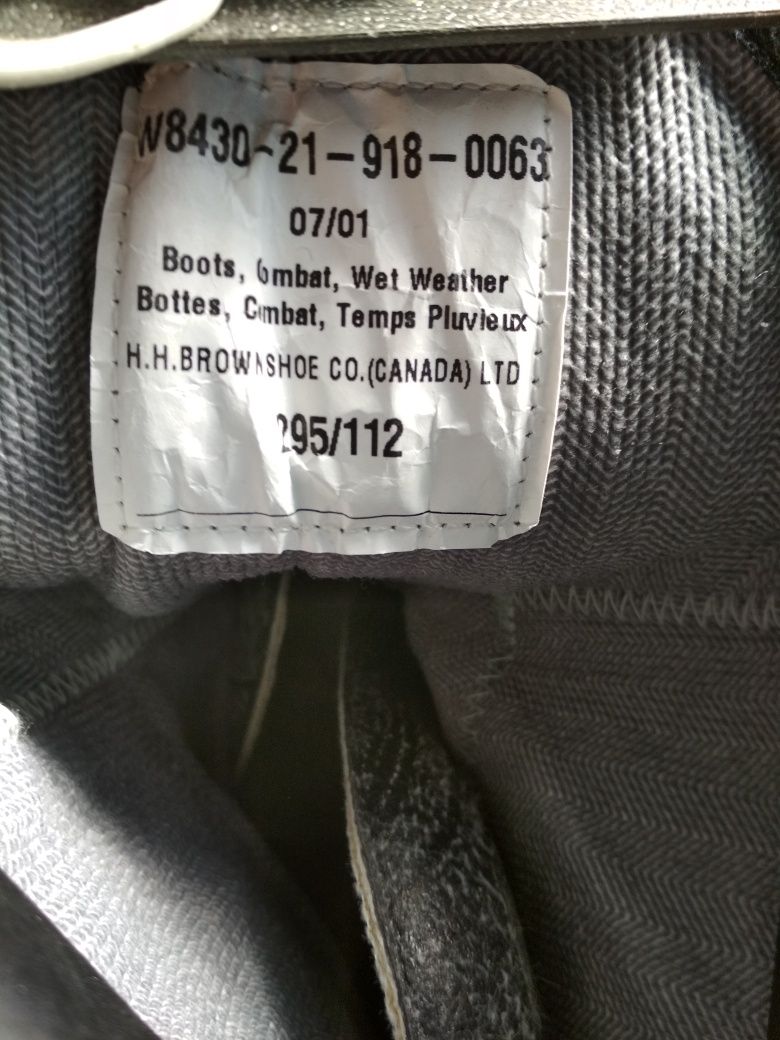 W8430-21-918-0063
07/01
Boots, Combat, Wet Weather
Bottes, Combat, Temps Pluvieux
H.H.BROWN SHOE CO.(CANADA) LTD
295/112